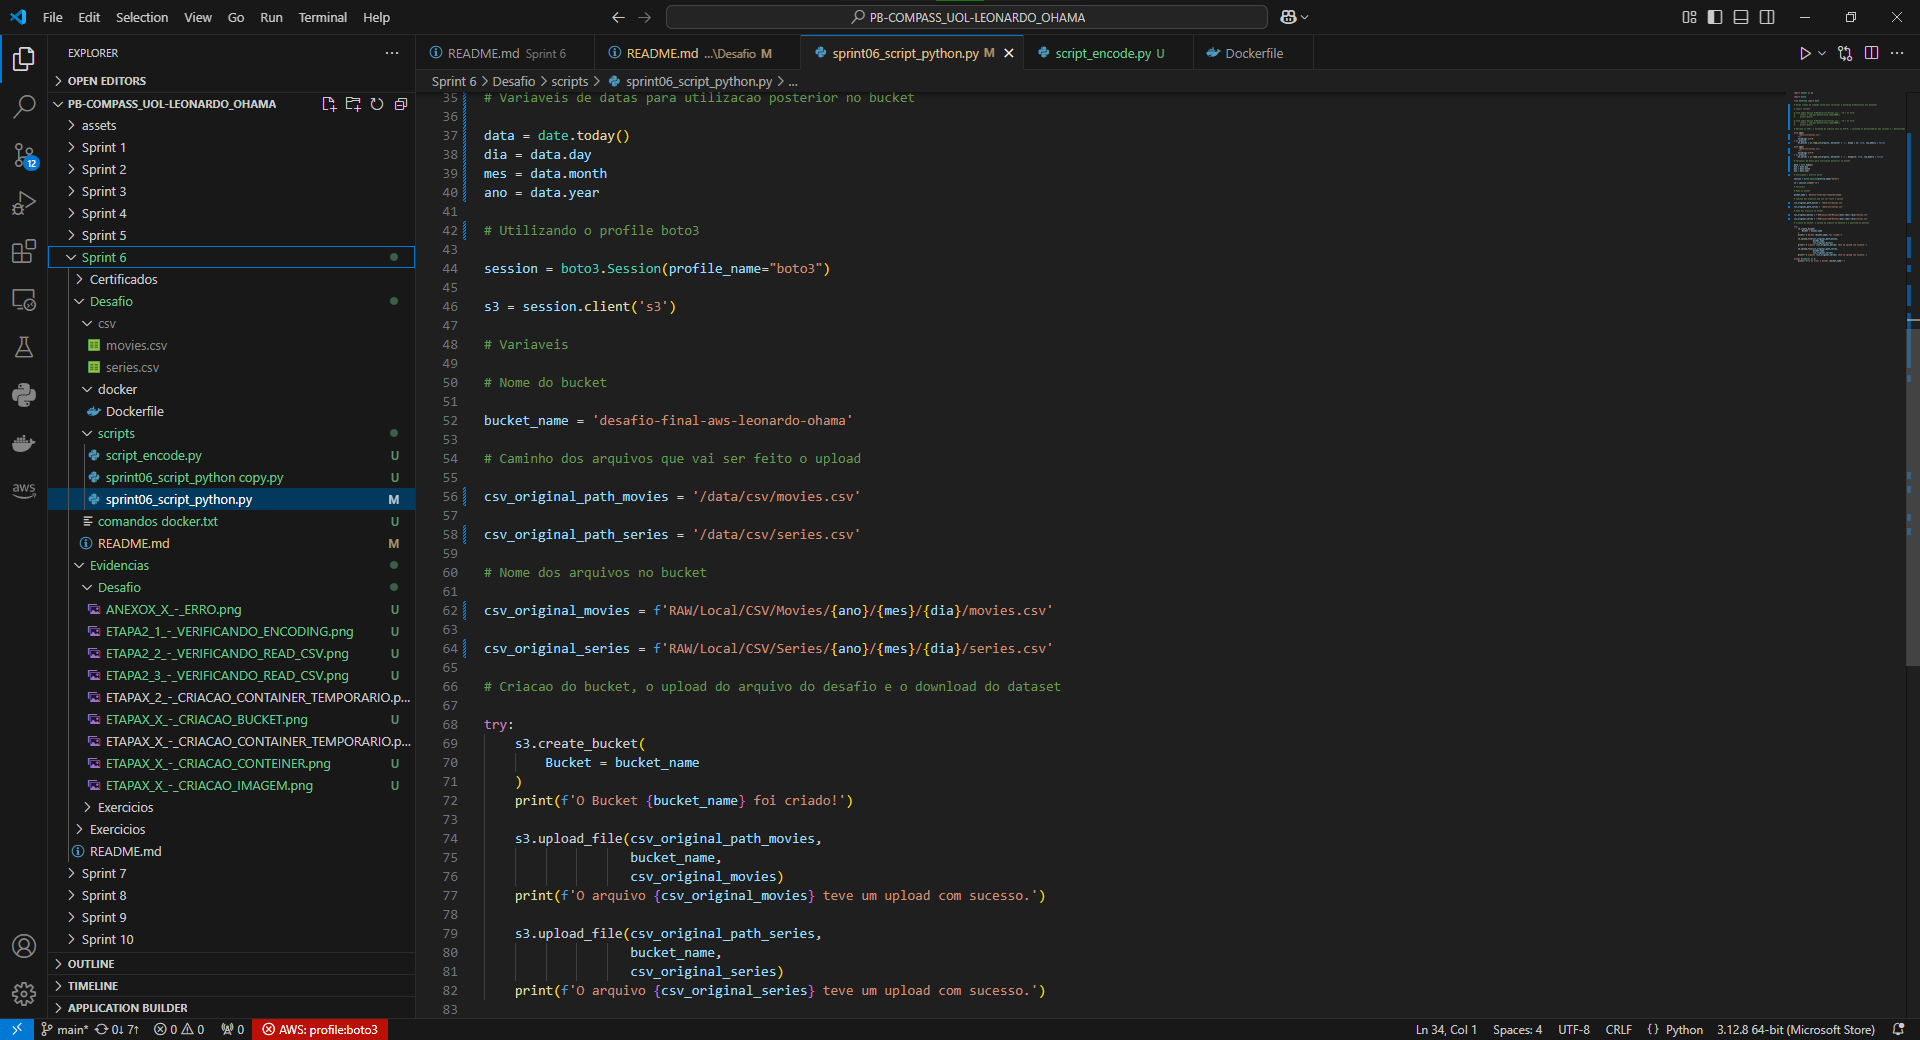 File Edit Selection View Go Run Terminal Help
PB-COMPASS_UOL-LEONARDO_OHAMA
EXPLORER
OPEN EDITORS
PB-COMPASS_UOL-LEONARDO_OHAMA
assets
Sprint 1
Sprint 2
Sprint 3
Sprint 4
Sprint 5
Sprint 6
Certificados
Desafio
csv
movies.csv
series.csv
docker
Dockerfile
scripts
script_encode.py U
sprint06_script_python copy.py U
sprint06_script_python.py M
comandos docker.txt U
README.md M
Evidencias
Desafio
ANEXOX_X_-_ERRO.png U
ETAPA2_1_-_VERIFICANDO_ENCODING.png U
ETAPA2_2_-_VERIFICANDO_READ_CSV.png U
ETAPA2_3_-_VERIFICANDO_READ_CSV.png U
ETAPAX_2_-_CRIACAO_CONTAINER_TEMPORARIO.p...
ETAPAX_X_-_CRIACAO_BUCKET.png U
ETAPAX_X_-_CRIACAO_CONTAINER_TEMPORARIO.p...
ETAPAX_X_-_CRIACAO_CONTEINER.png U
ETAPAX_X_-_CRIACAO_IMAGEM.png U
Exercicios
Exercicios
README.md
Sprint 7
Sprint 8
Sprint 9
Sprint 10
OUTLINE
TIMELINE
APPLICATION BUILDER
12
aws
README.md Sprint 6
README.md ...\Desafio M
sprint06_script_python.py M
script_encode.py U
Dockerfile
Sprint 6 > Desafio > scripts > sprint06_script_python.py > ...
35 # Variaveis de datas para utilizacao posterior no bucket
36
37 data = date.today()
38 dia = data.day
39 mes = data.month
40 ano = data.year
41
42 # Utilizando o profile boto3
43
44 session = boto3.Session(profile_name="boto3")
45
46 s3 = session.client('s3')
47
48 # Variaveis
49
50 # Nome do bucket
51
52 bucket_name = 'desafio-final-aws-leonardo-ohama'
53
54 # Caminho dos arquivos que vai ser feito o upload
55
56 csv_original_path_movies = '/data/csv/movies.csv'
57
58 csv_original_path_series = '/data/csv/series.csv'
59
60 # Nome dos arquivos no bucket
61
62 csv_original_movies = f'RAW/Local/CSV/Movies/{ano}/{mes}/{dia}/movies.csv'
63
64 csv_original_series = f'RAW/Local/CSV/Series/{ano}/{mes}/{dia}/series.csv'
65
66 # Criacao do bucket, o upload do arquivo do desafio e o download do dataset
67
68 try:
69 s3.create_bucket(
70 Bucket = bucket_name
71 )
72 print(f'O Bucket {bucket_name} foi criado!')
73
74 s3.upload_file(csv_original_path_movies,
75 bucket_name,
76 csv_original_movies)
77 print(f'O arquivo {csv_original_movies} teve um upload com sucesso.')
78
79 s3.upload_file(csv_original_path_series,
80 bucket_name,
81 csv_original_series)
82 print(f'O arquivo {csv_original_series} teve um upload com sucesso.')
83
main* 0↓ 7↑ 0 0 0 AWS: profile:boto3
Ln 34, Col 1 Spaces: 4 UTF-8 CRLF {} Python 3.12.8 64-bit (Microsoft Store)